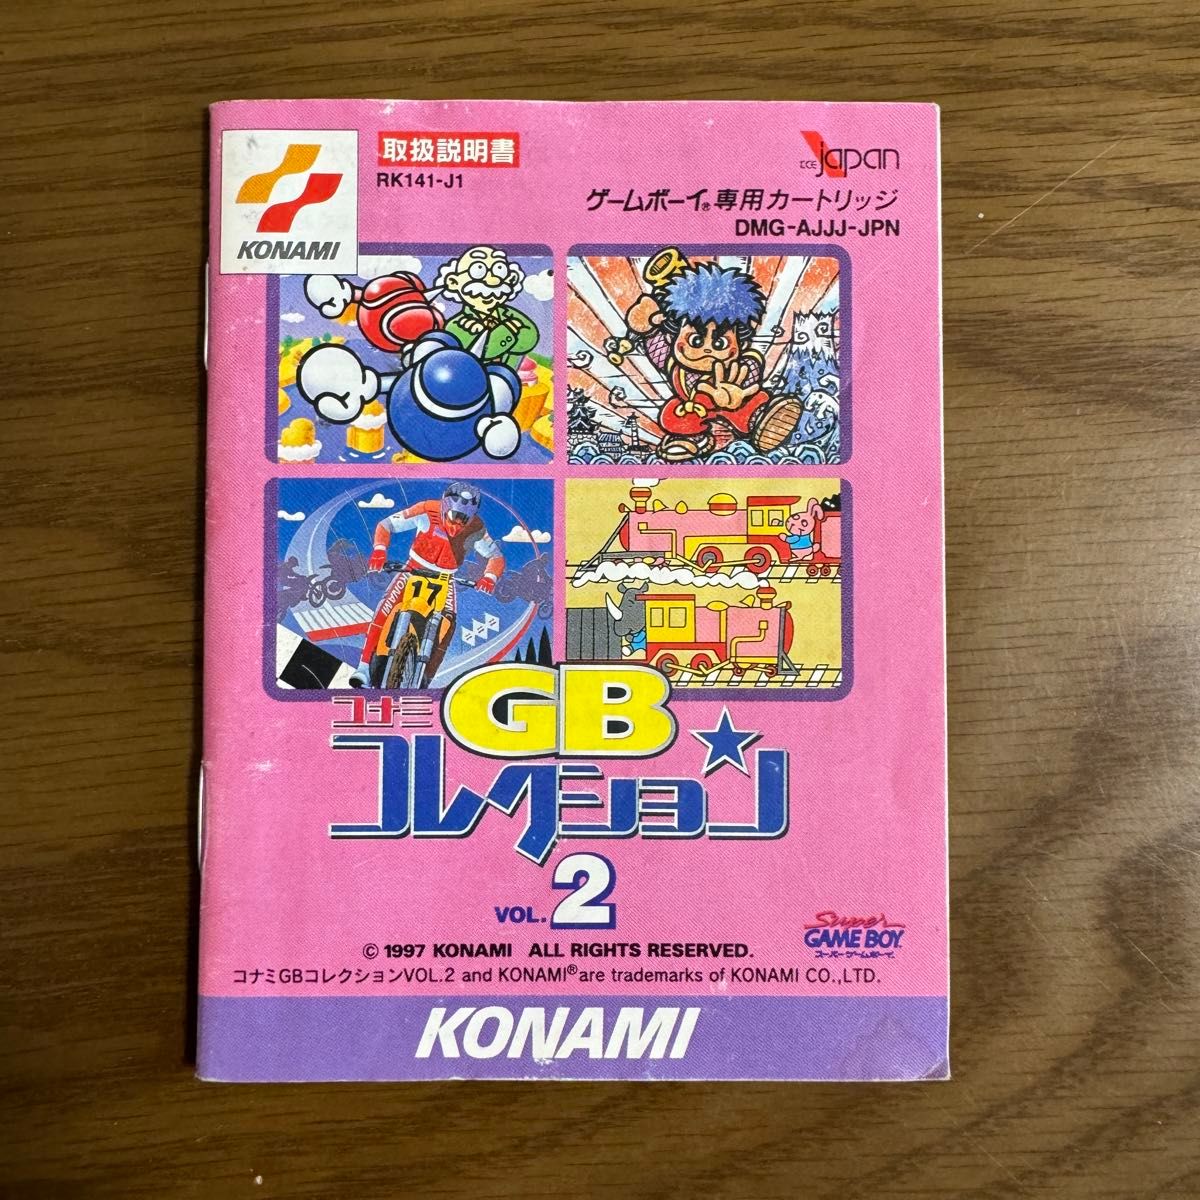 KONAMI
取扱説明書
RK141-J1
japan
ゲームボーイ®専用カートリッジ
DMG-AJJJ-JPN
KONAMI
17
コナミ GB
コレクション
VOL. 2
Super
GAME BOY
スーパーゲームボーイ
© 1997 KONAMI ALL RIGHTS RESERVED.
コナミGBコレクションVOL.2 and KONAMI® are trademarks of KONAMI CO.,LTD.
KONAMI